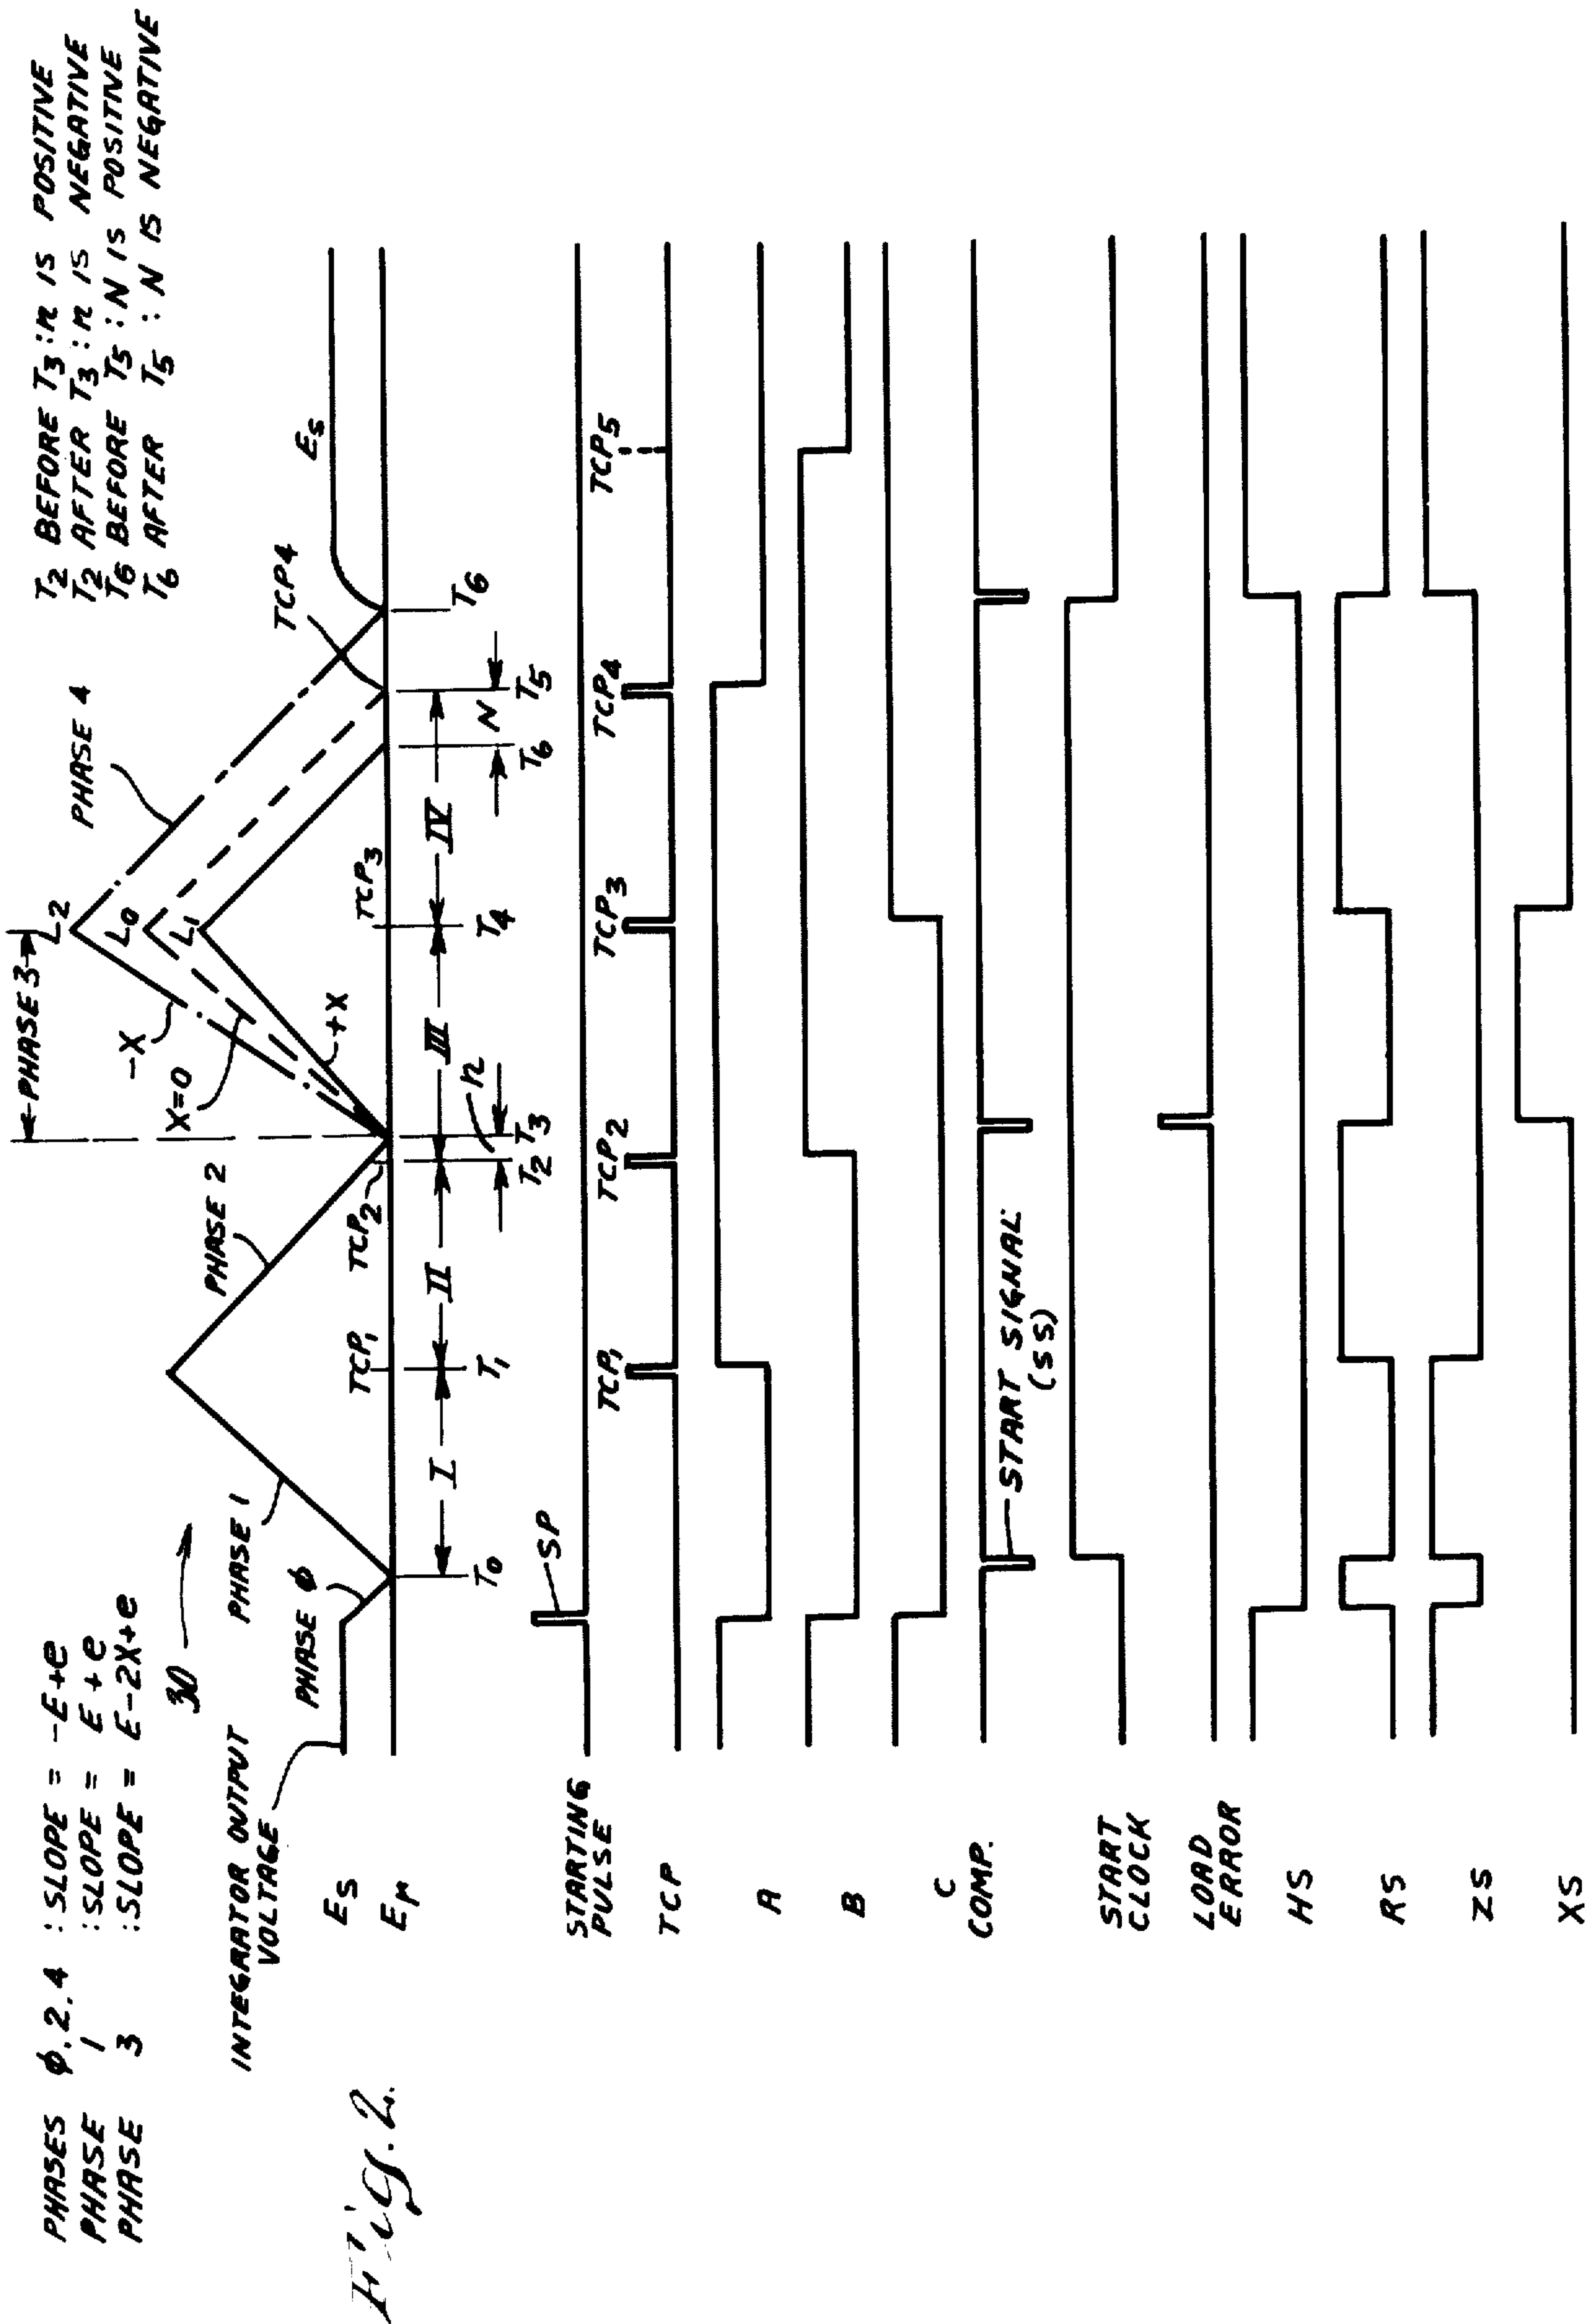 PHASES φ.2.4 : SLOPE = -E+e
PHASE 1 : SLOPE = E+e
PHASE 3 : SLOPE = E-2X+e
T2 BEFORE T3 : n IS POSITIVE
T2 AFTER T3 : n IS NEGATIVE
T6 BEFORE T5 : N IS POSITIVE
T6 AFTER T5 : N IS NEGATIVE
30
PHASE 3
L2
L0
L1
-X
X=0
+X
PHASE 4
TCP4
INTEGRATOR OUTPUT
VOLTAGE
PHASE φ
PHASE 1
PHASE 2
ES
ES
Er
TCP1
TCP2
TCP3
I
II
III
IV
n
N
T0
T1
T2
T3
T4
T6
T5
T6
Fig. 2.
STARTING
PULSE
SP
TCP
TCP1
TCP2
TCP3
TCP4
TCP5
A
B
C
COMP.
START SIGNAL
(SS)
START
CLOCK
LOAD
ERROR
HS
RS
ZS
XS